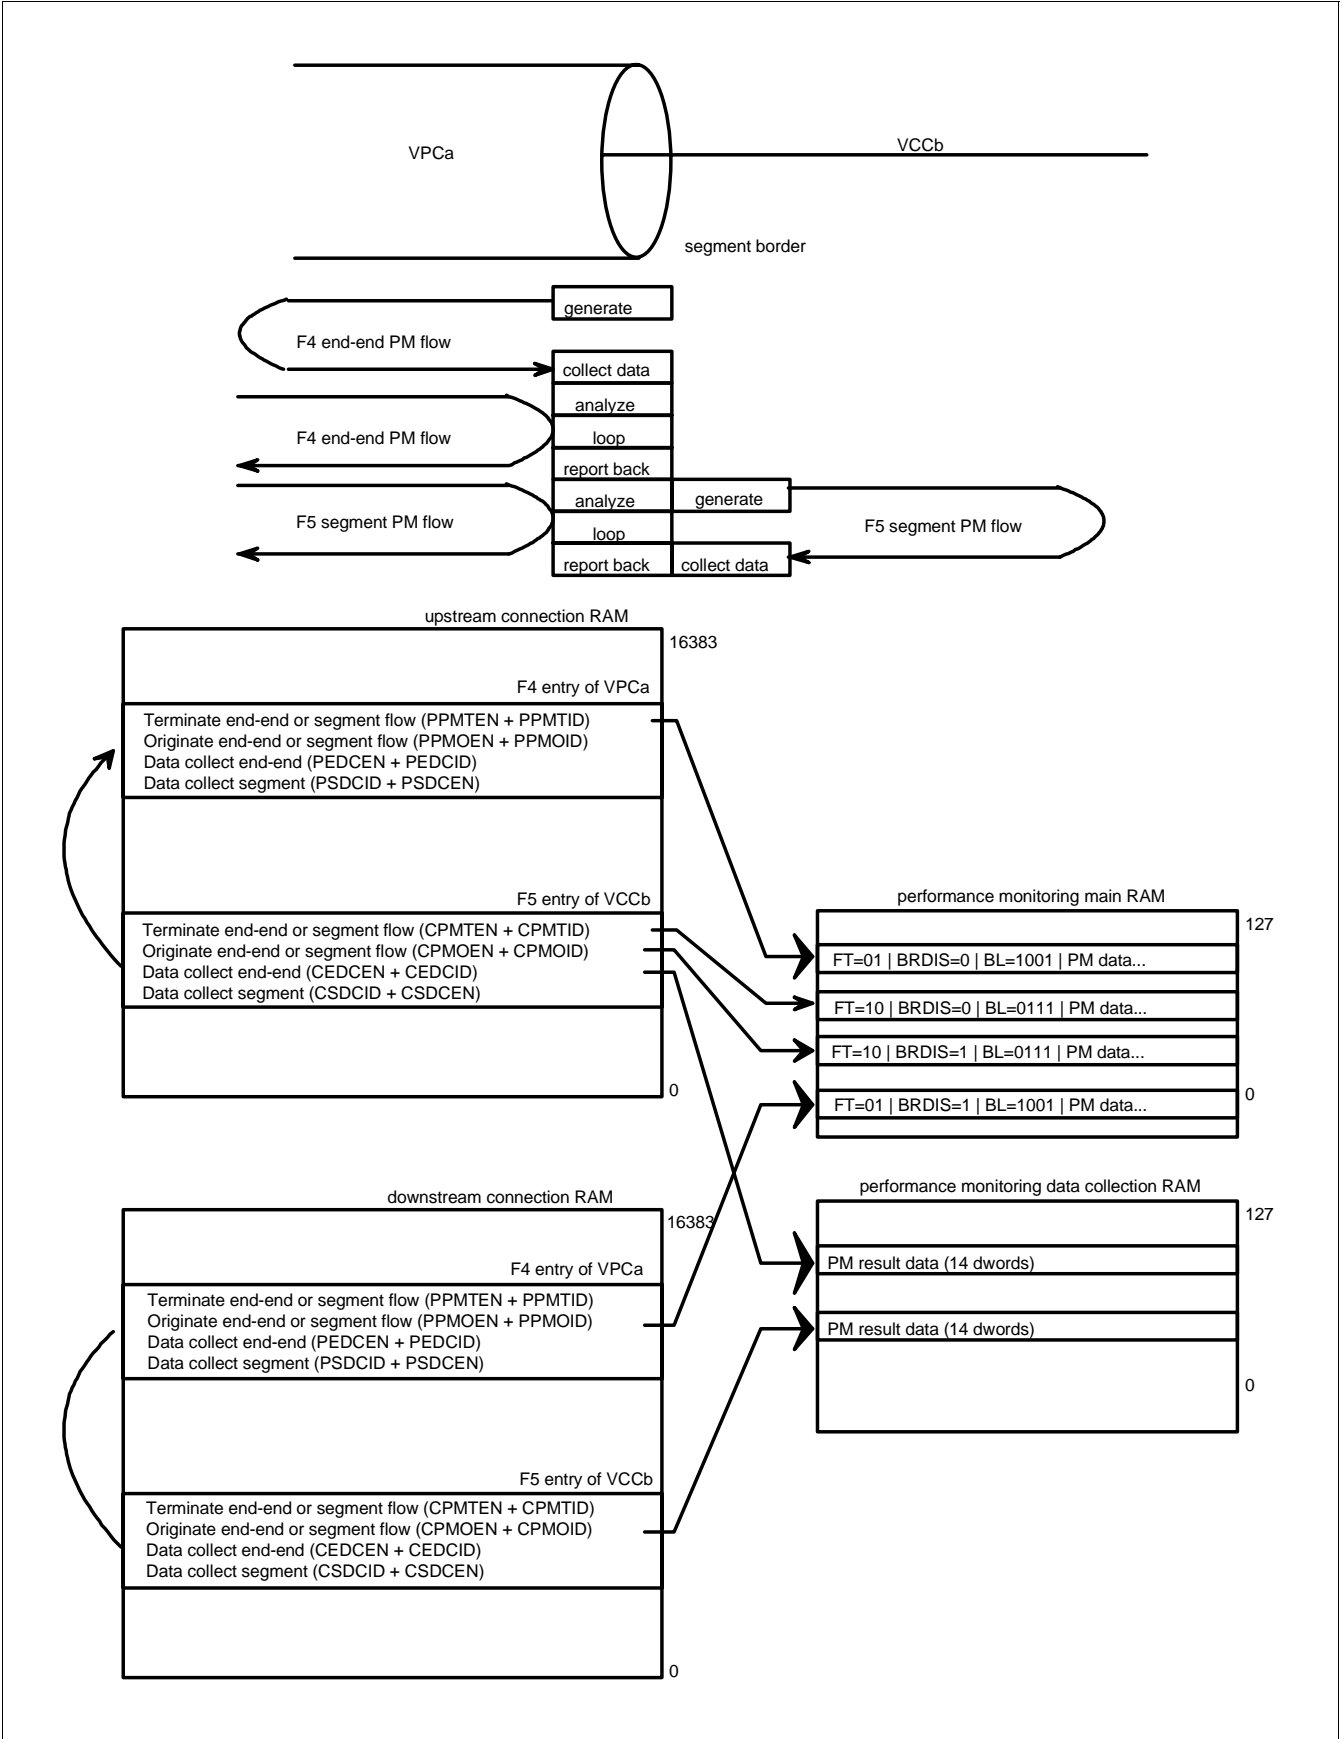 VPCa
VCCb
segment border
generate
F4 end-end PM flow
collect data
analyze
F4 end-end PM flow
loop
report back
analyze
generate
F5 segment PM flow
F5 segment PM flow
loop
report back
collect data
upstream connection RAM
16383
F4 entry of VPCa
Terminate end-end or segment flow (PPMTEN + PPMTID)
Originate end-end or segment flow (PPMOEN + PPMOID)
Data collect end-end (PEDCEN + PEDCID)
Data collect segment (PSDCID + PSDCEN)
F5 entry of VCCb
Terminate end-end or segment flow (CPMTEN + CPMTID)
Originate end-end or segment flow (CPMOEN + CPMOID)
Data collect end-end (CEDCEN + CEDCID)
Data collect segment (CSDCID + CSDCEN)
0
performance monitoring main RAM
127
FT=01 | BRDIS=0 | BL=1001 | PM data...
FT=10 | BRDIS=0 | BL=0111 | PM data...
FT=10 | BRDIS=1 | BL=0111 | PM data...
0
FT=01 | BRDIS=1 | BL=1001 | PM data...
downstream connection RAM
16383
F4 entry of VPCa
Terminate end-end or segment flow (PPMTEN + PPMTID)
Originate end-end or segment flow (PPMOEN + PPMOID)
Data collect end-end (PEDCEN + PEDCID)
Data collect segment (PSDCID + PSDCEN)
F5 entry of VCCb
Terminate end-end or segment flow (CPMTEN + CPMTID)
Originate end-end or segment flow (CPMOEN + CPMOID)
Data collect end-end (CEDCEN + CEDCID)
Data collect segment (CSDCID + CSDCEN)
0
performance monitoring data collection RAM
127
PM result data (14 dwords)
PM result data (14 dwords)
0